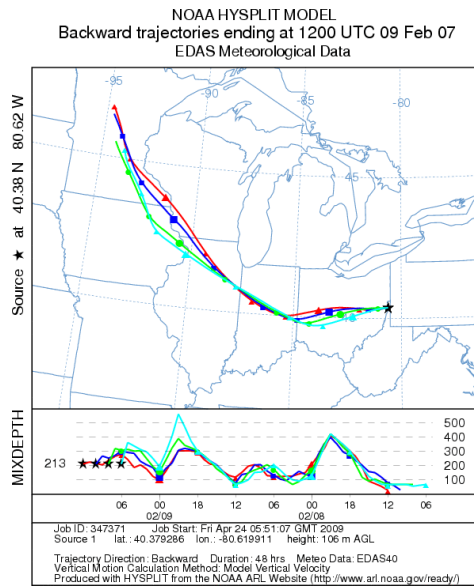 NOAA HYSPLIT MODEL
Backward trajectories ending at 1200 UTC 09 Feb 07
EDAS Meteorological Data
Source ★ at 40.38 N 80.62 W
-95
-90
-85
-80
45
MIXDEPTH
213
500
400
300
200
100
06 00 18 12 06 00 18 12 06
02/09 02/08
Job ID: 347371 Job Start: Fri Apr 24 05:51:07 GMT 2009
Source 1 lat.: 40.379286 lon.: -80.619911 height: 106 m AGL
Trajectory Direction: Backward Duration: 48 hrs Meteo Data: EDAS40
Vertical Motion Calculation Method: Model Vertical Velocity
Produced with HYSPLIT from the NOAA ARL Website (http://www.arl.noaa.gov/ready/)